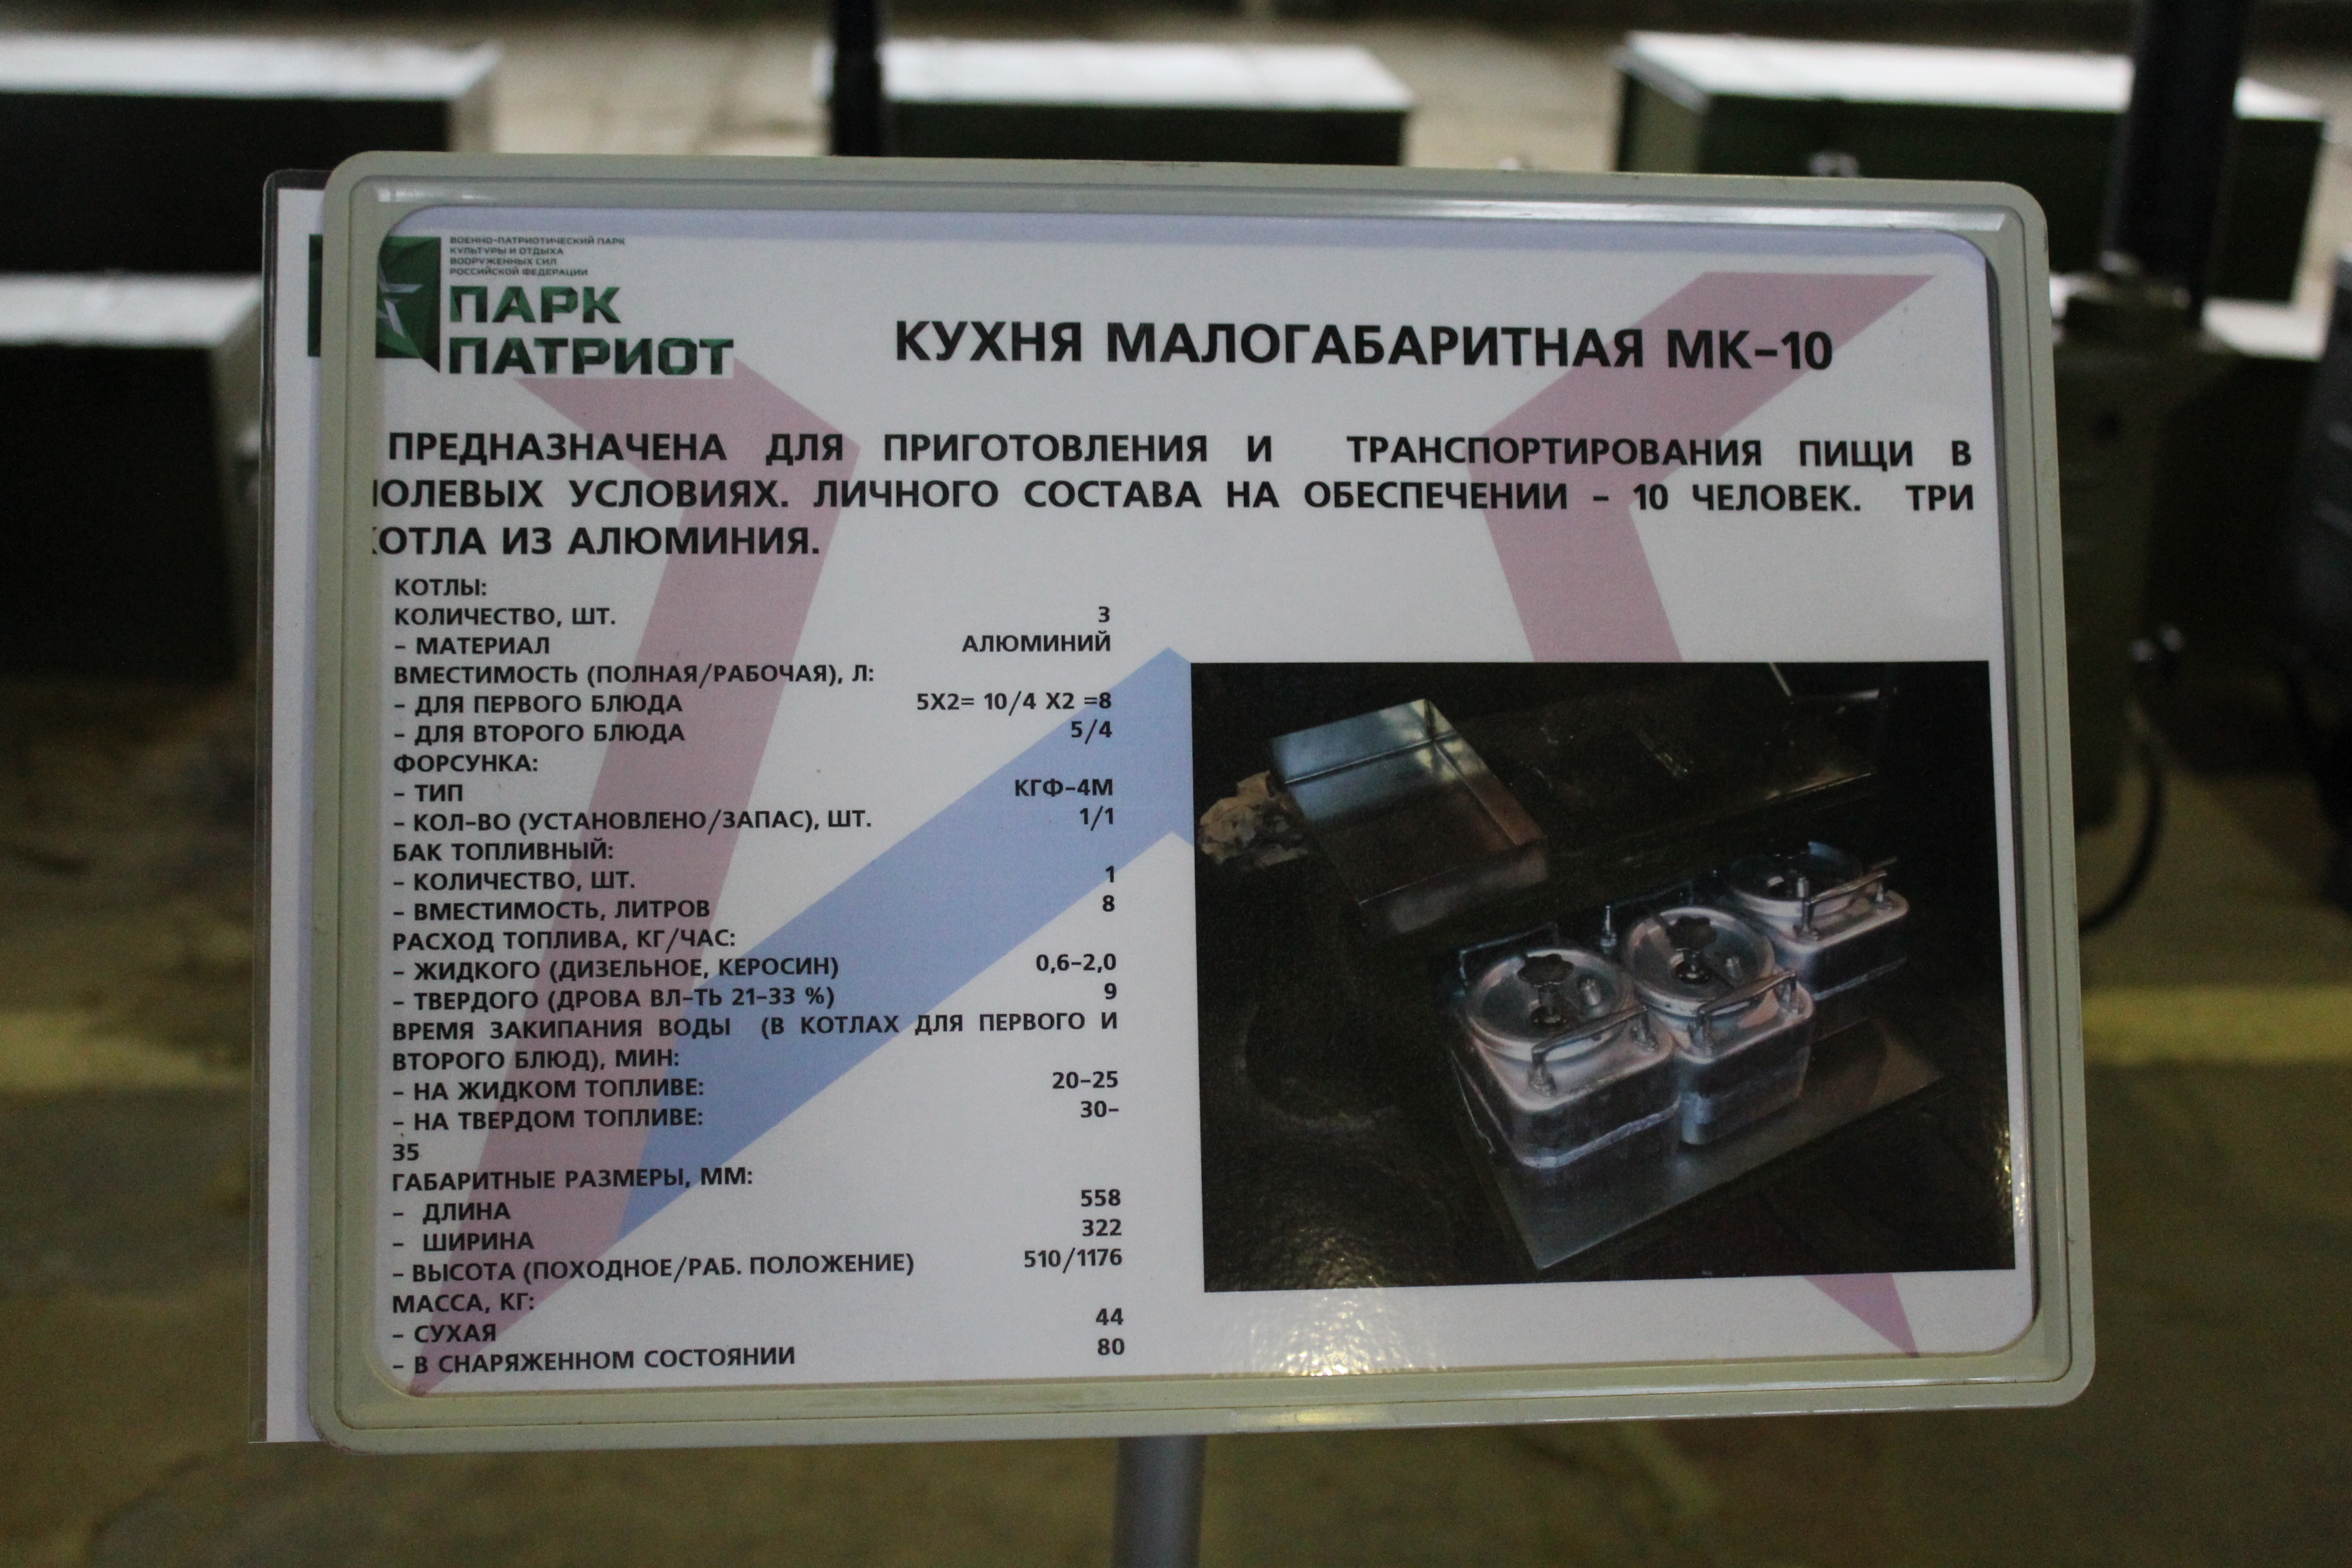 ВОЕННО-ПАТРИОТИЧЕСКИЙ ПАРК
КУЛЬТУРЫ И ОТДЫХА
ВООРУЖЕННЫХ СИЛ
РОССИЙСКОЙ ФЕДЕРАЦИИ
ПАРК
ПАТРИОТ
КУХНЯ МАЛОГАБАРИТНАЯ МК-10
ПРЕДНАЗНАЧЕНА ДЛЯ ПРИГОТОВЛЕНИЯ И ТРАНСПОРТИРОВАНИЯ ПИЩИ В
ПОЛЕВЫХ УСЛОВИЯХ. ЛИЧНОГО СОСТАВА НА ОБЕСПЕЧЕНИИ – 10 ЧЕЛОВЕК. ТРИ
КОТЛА ИЗ АЛЮМИНИЯ.
КОТЛЫ:
КОЛИЧЕСТВО, ШТ. 3
– МАТЕРИАЛ АЛЮМИНИЙ
ВМЕСТИМОСТЬ (ПОЛНАЯ/РАБОЧАЯ), Л:
– ДЛЯ ПЕРВОГО БЛЮДА 5Х2= 10/4 Х2 =8
– ДЛЯ ВТОРОГО БЛЮДА 5/4
ФОРСУНКА:
– ТИП КГФ-4М
– КОЛ-ВО (УСТАНОВЛЕНО/ЗАПАС), ШТ. 1/1
БАК ТОПЛИВНЫЙ:
– КОЛИЧЕСТВО, ШТ. 1
– ВМЕСТИМОСТЬ, ЛИТРОВ 8
РАСХОД ТОПЛИВА, КГ/ЧАС:
– ЖИДКОГО (ДИЗЕЛЬНОЕ, КЕРОСИН) 0,6-2,0
– ТВЕРДОГО (ДРОВА ВЛ-ТЬ 21-33 %) 9
ВРЕМЯ ЗАКИПАНИЯ ВОДЫ (В КОТЛАХ ДЛЯ ПЕРВОГО И
ВТОРОГО БЛЮД), МИН:
– НА ЖИДКОМ ТОПЛИВЕ: 20-25
– НА ТВЕРДОМ ТОПЛИВЕ: 30-
35
ГАБАРИТНЫЕ РАЗМЕРЫ, ММ:
– ДЛИНА 558
– ШИРИНА 322
– ВЫСОТА (ПОХОДНОЕ/РАБ. ПОЛОЖЕНИЕ) 510/1176
МАССА, КГ:
– СУХАЯ 44
– В СНАРЯЖЕННОМ СОСТОЯНИИ 80